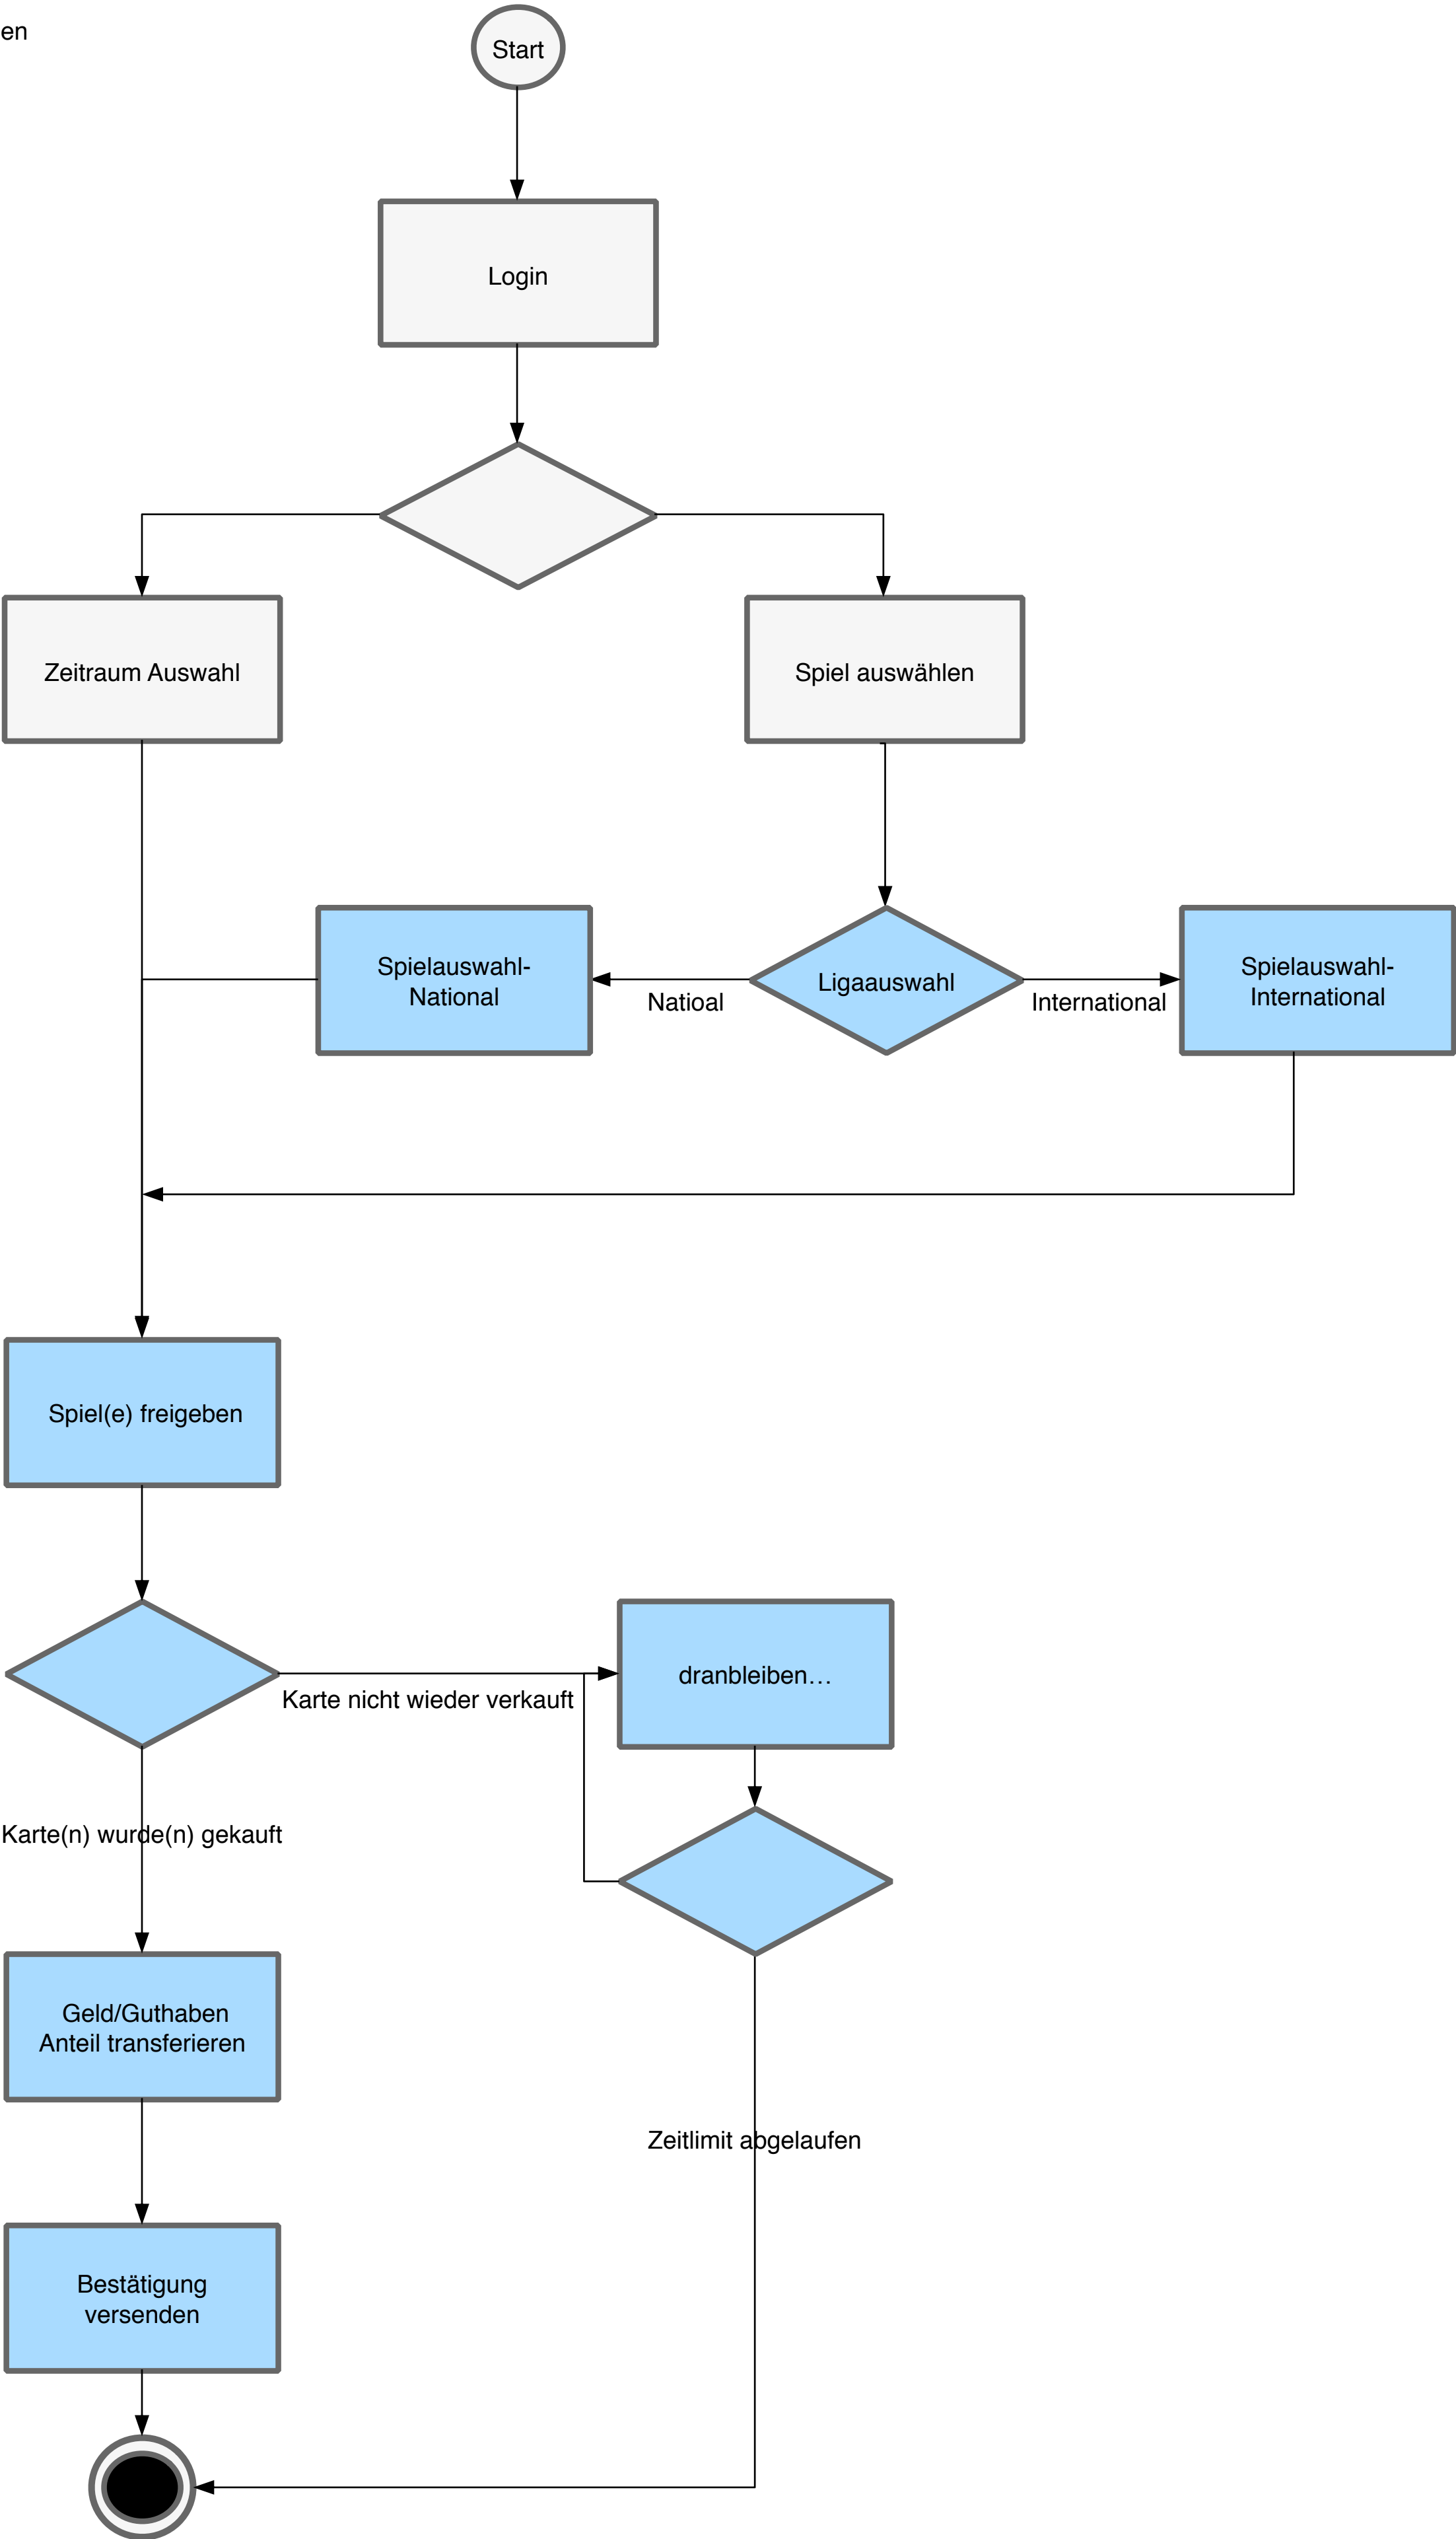 en
Start
Login
Zeitraum Auswahl
Spiel auswählen
Spielauswahl-
National
Natioal
Ligaauswahl
International
Spielauswahl-
International
Spiel(e) freigeben
Karte nicht wieder verkauft
dranbleiben…
Karte(n) wurde(n) gekauft
Geld/Guthaben
Anteil transferieren
Zeitlimit abgelaufen
Bestätigung
versenden